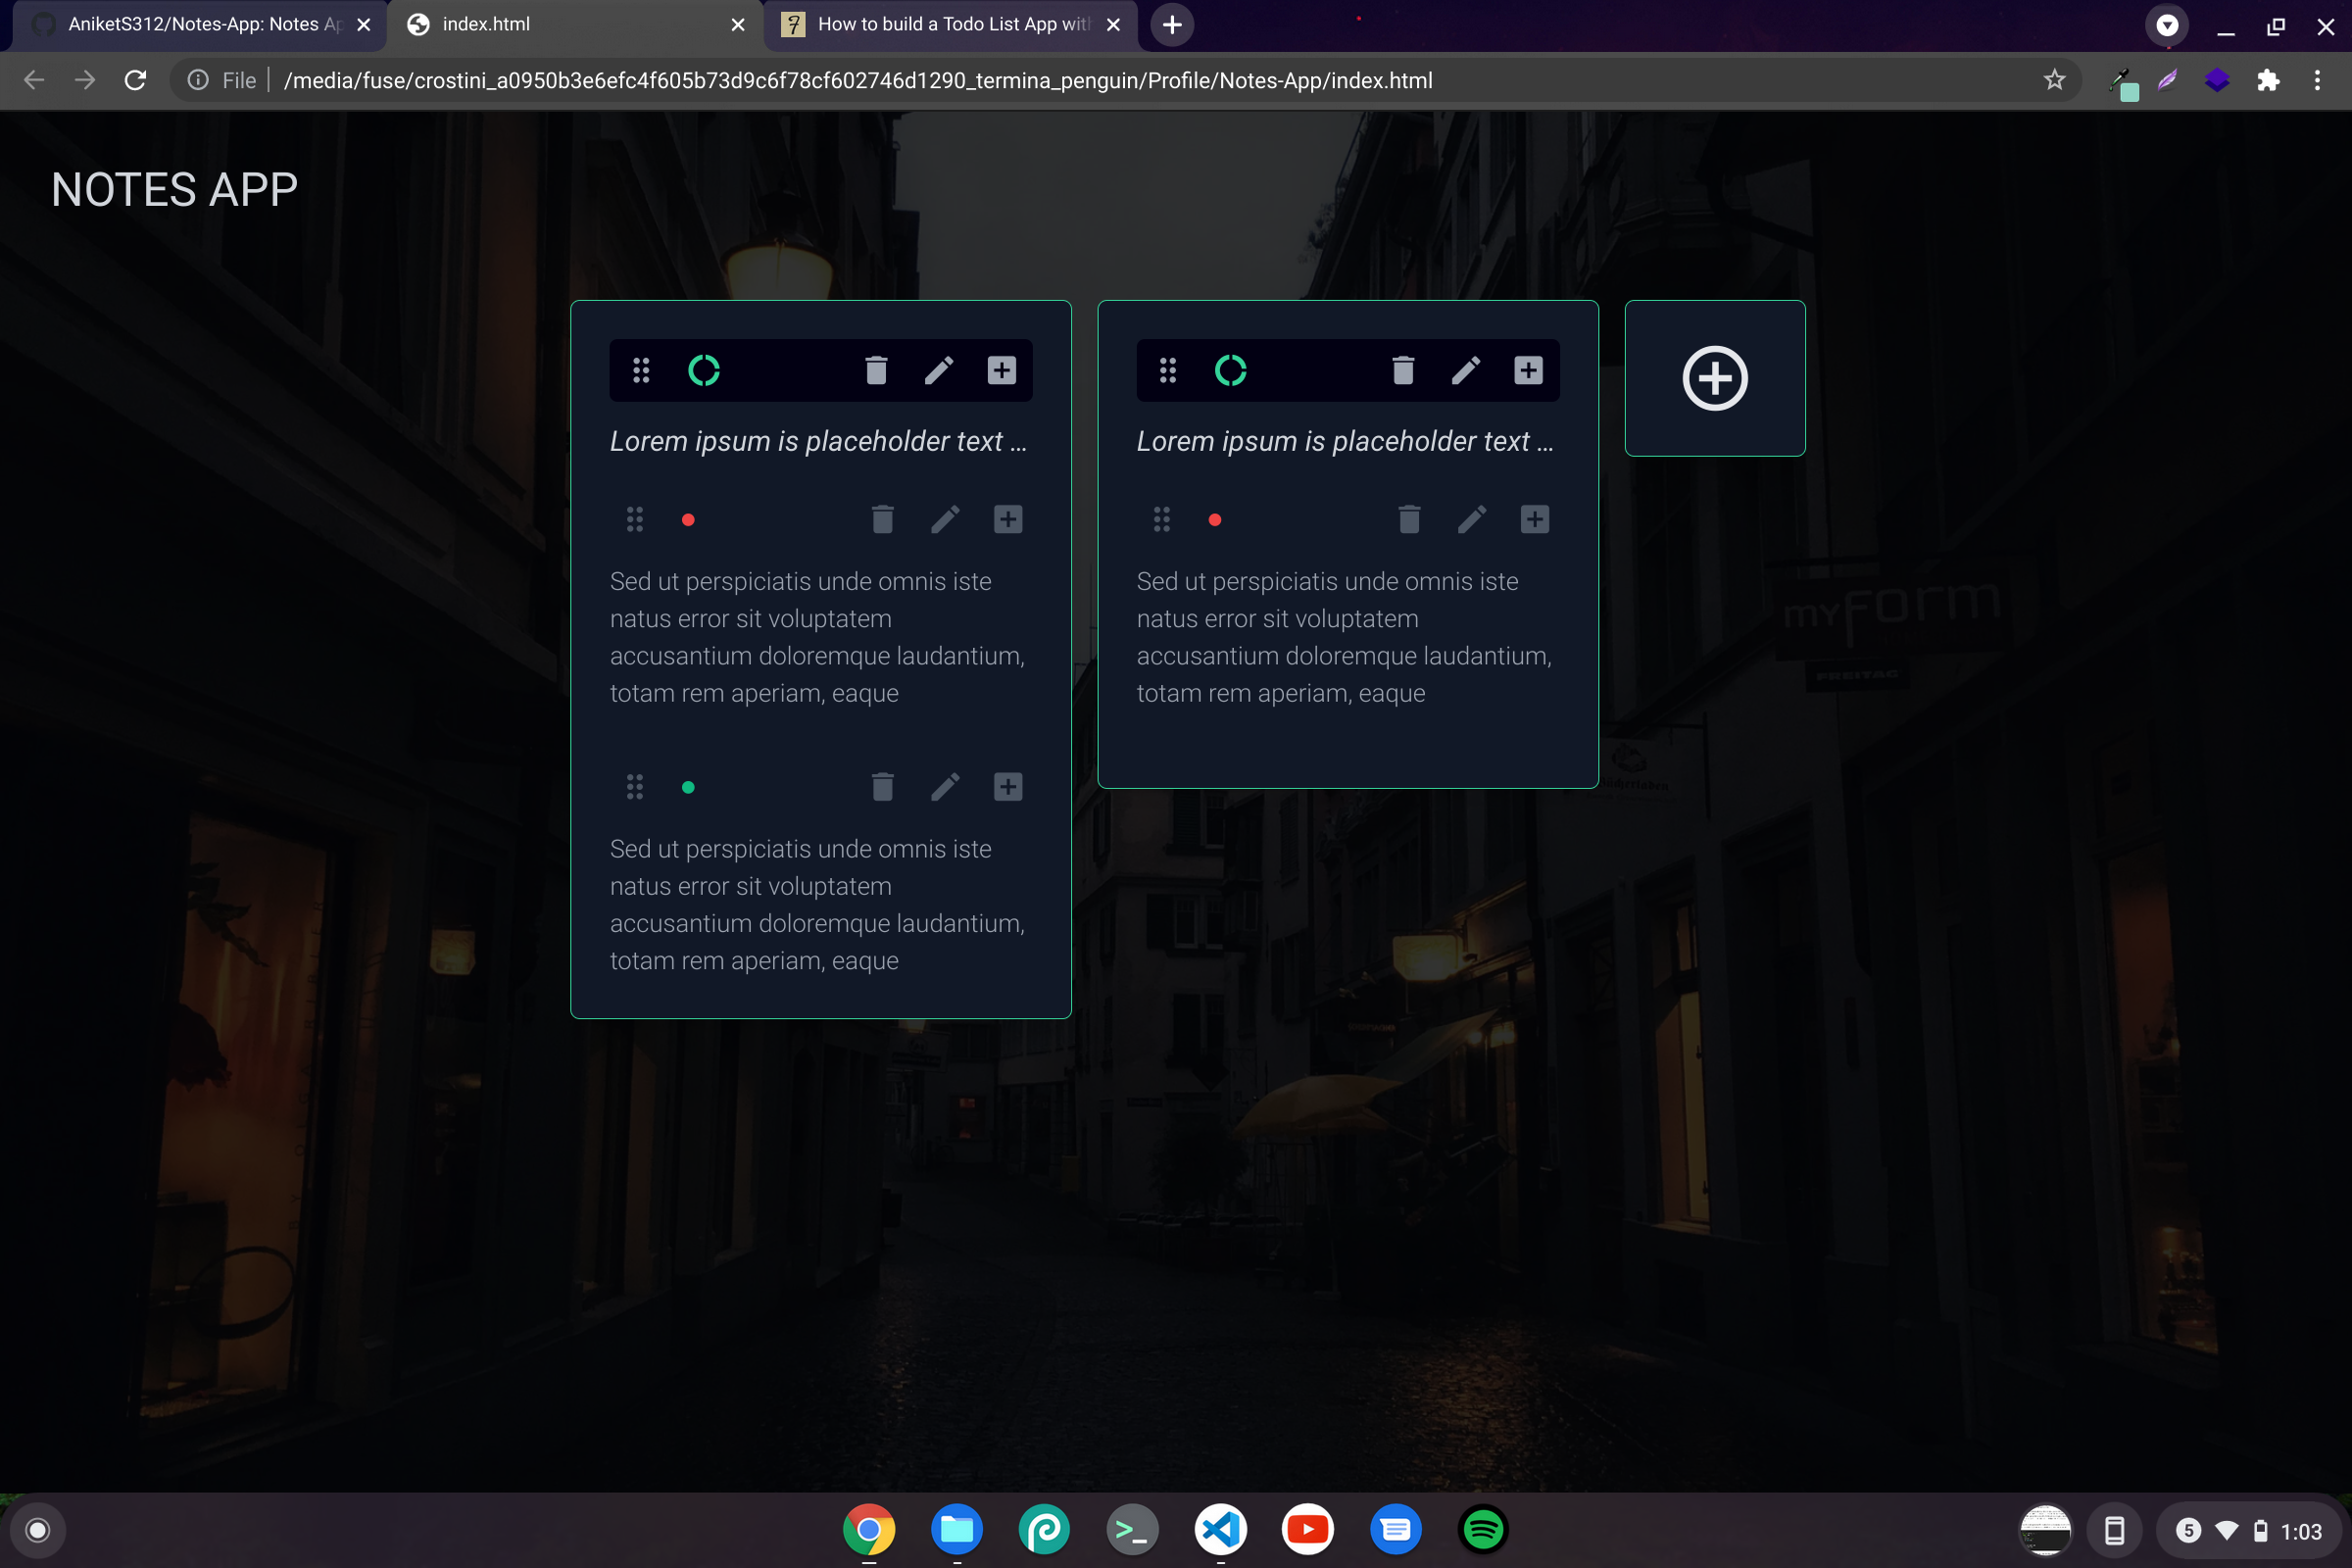 AniketS312/Notes-App: Notes Ap
index.html
How to build a Todo List App with
File
/media/fuse/crostini_a0950b3e6efc4f605b73d9c6f78cf602746d1290_termina_penguin/Profile/Notes-App/index.html
NOTES APP
Lorem ipsum is placeholder text ...
Sed ut perspiciatis unde omnis iste
natus error sit voluptatem
accusantium doloremque laudantium,
totam rem aperiam, eaque
Sed ut perspiciatis unde omnis iste
natus error sit voluptatem
accusantium doloremque laudantium,
totam rem aperiam, eaque
Lorem ipsum is placeholder text ...
Sed ut perspiciatis unde omnis iste
natus error sit voluptatem
accusantium doloremque laudantium,
totam rem aperiam, eaque
myForm
FREITAG
5
1:03